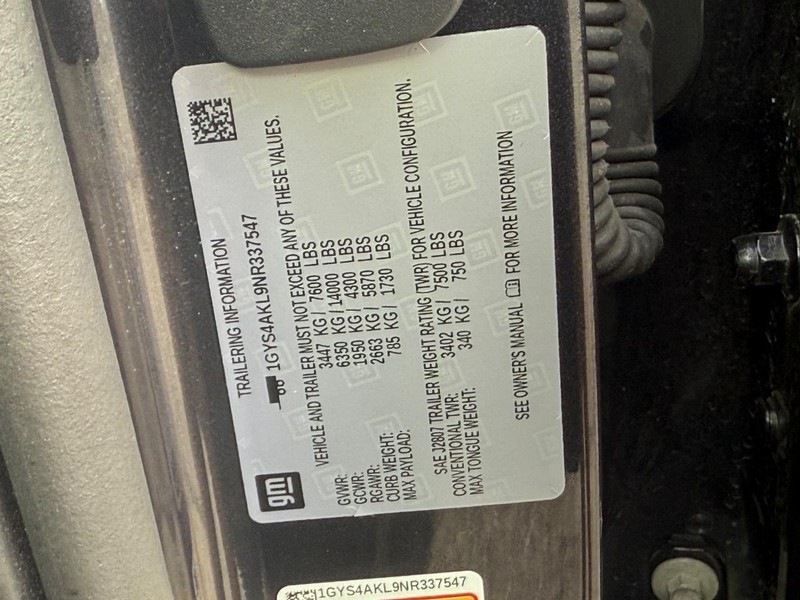 TRAILERING INFORMATION
1GYS4AKL9NR337547
gm
VEHICLE AND TRAILER MUST NOT EXCEED ANY OF THESE VALUES.
GVWR: 3447 KG / 7600 LBS
GCWR: 6350 KG / 14000 LBS
RGAWR: 1950 KG / 4300 LBS
CURB WEIGHT: 2663 KG / 5870 LBS
MAX PAYLOAD: 785 KG / 1730 LBS
SAE J2807 TRAILER WEIGHT RATING (TWR) FOR VEHICLE CONFIGURATION.
CONVENTIONAL TWR: 3402 KG / 7500 LBS
MAX TONGUE WEIGHT: 340 KG / 750 LBS
SEE OWNER'S MANUAL FOR MORE INFORMATION
1GYS4AKL9NR337547